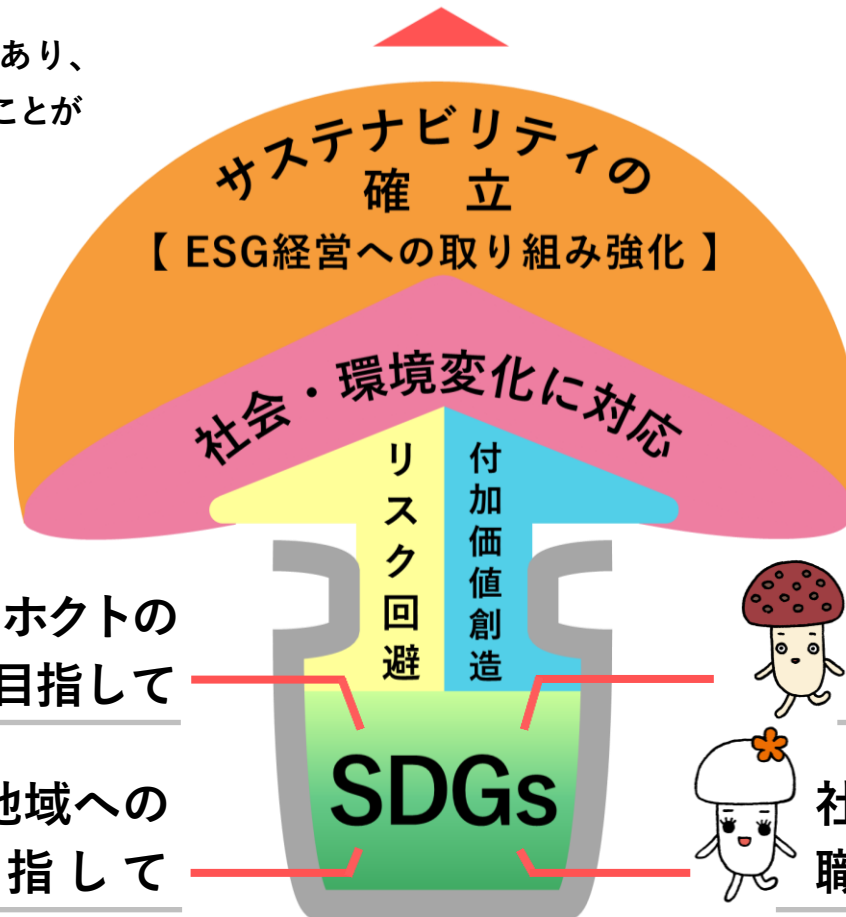 あり、
ことが
サステナビリティの
確 立
【 ESG経営への取り組み強化 】
社会・環境変化に対応
リスク回避
付加価値創造
ホクトの
目指して
SDGs
地域への
指して
社
職